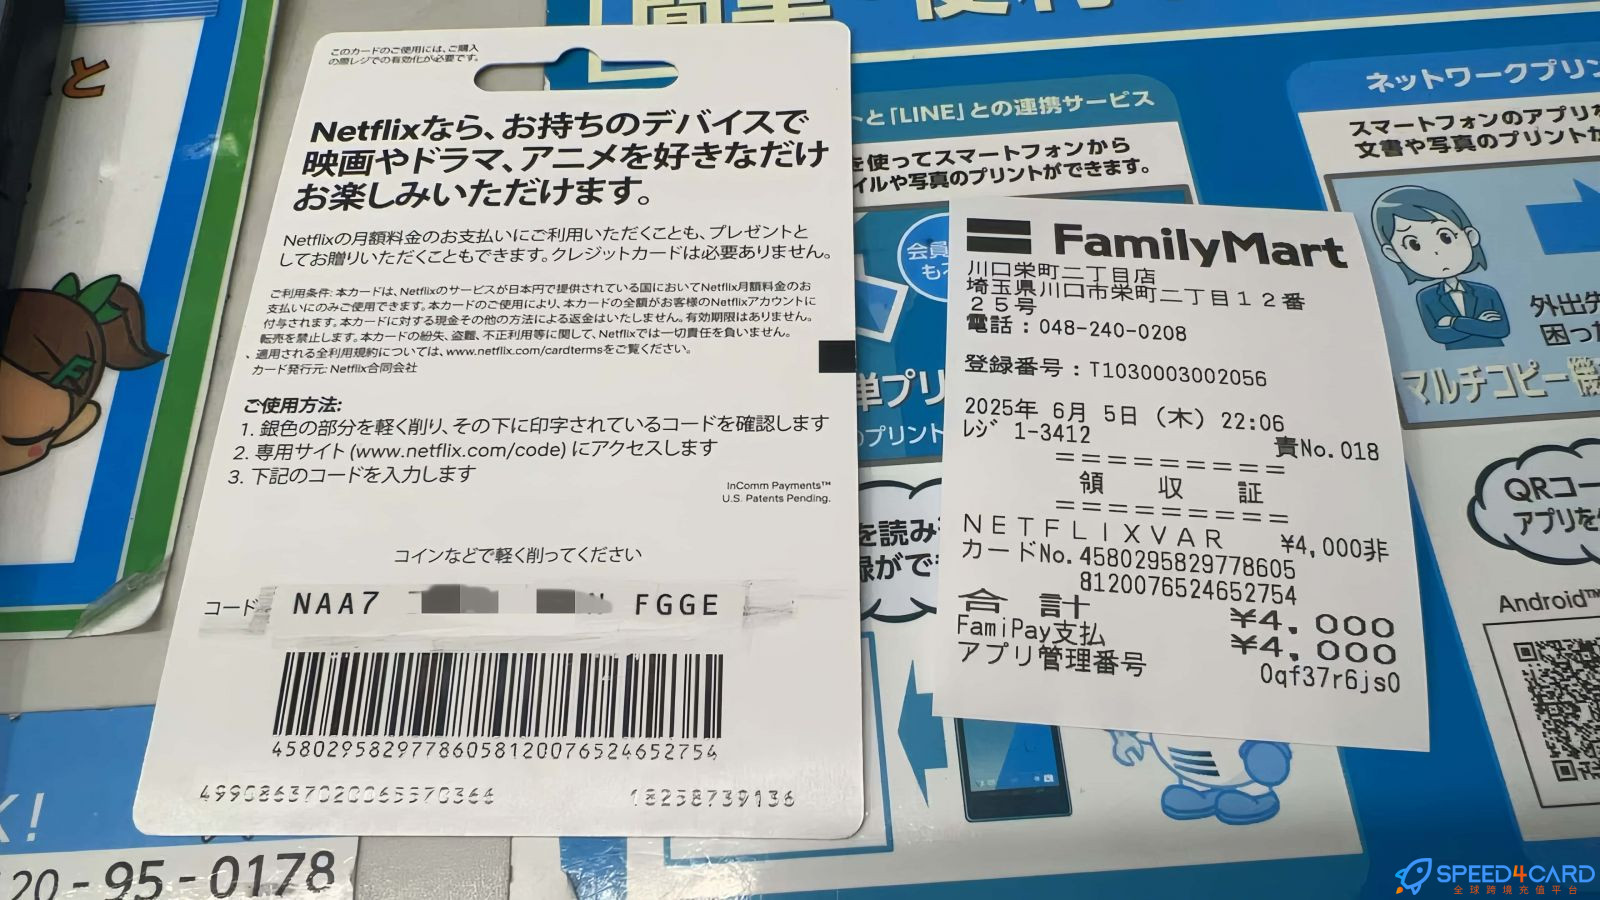 このカードのご使用には、ご購入
の際レジでの有効化が必要です。
Netflixなら、お持ちのデバイスで
映画やドラマ、アニメを好きなだけ
お楽しみいただけます。
Netflixの月額料金のお支払いにご利用いただくことも、プレゼントと
してお贈りいただくこともできます。クレジットカードは必要ありません。
ご利用条件: 本カードは、Netflixのサービスが日本円で提供されている国においてNetflix月額料金のお
支払いにのみご使用できます。本カードのご使用により、本カードの全額がお客様のNetflixアカウントに
付与されます。本カードに対する現金その他の方法による返金はいたしません。有効期限はありません。
転売を禁止します。本カードの紛失、盗難、不正利用等に関して、Netflixでは一切責任を負いません。
適用される全利用規約については、www.netflix.com/cardtermsをご覧ください。
カード発行元: Netflix合同会社
ご使用方法:
1. 銀色の部分を軽く削り、その下に印字されているコードを確認します
2. 専用サイト (www.netflix.com/code) にアクセスします
3. 下記のコードを入力します
InComm Payments™
U.S. Patents Pending.
コインなどで軽く削ってください
コード NAA7 FGGE
45802958297786058120076524652754
18238739136
FamilyMart
川口栄町二丁目店
埼玉県川口市栄町二丁目12番
25号
電話：048-240-0208
登録番号：T1030003002056
2025年 6月 5日（木）22:06
ﾚｼﾞ 1-3412 責No.018
=========
領 収 証
=========
NETFLIXVAR ¥4,000非
カードNo.4580295829778605
8120076524652754
合 計 ¥4,000
FamiPay支払 ¥4,000
アプリ管理番号 0qf37r6js0
と「LINE」との連携サービス
を使ってスマートフォンから
イルや写真のプリントができます。
会員
ネットワークプリン
スマートフォンのアプリ
文書や写真のプリントが
外出先
困った
マルチコピー機
単プリ
のプリント
を読み
QRコー
アプリを
Android™
と
K!
20-95-0178
SPEED4CARD
全球跨境充值平台